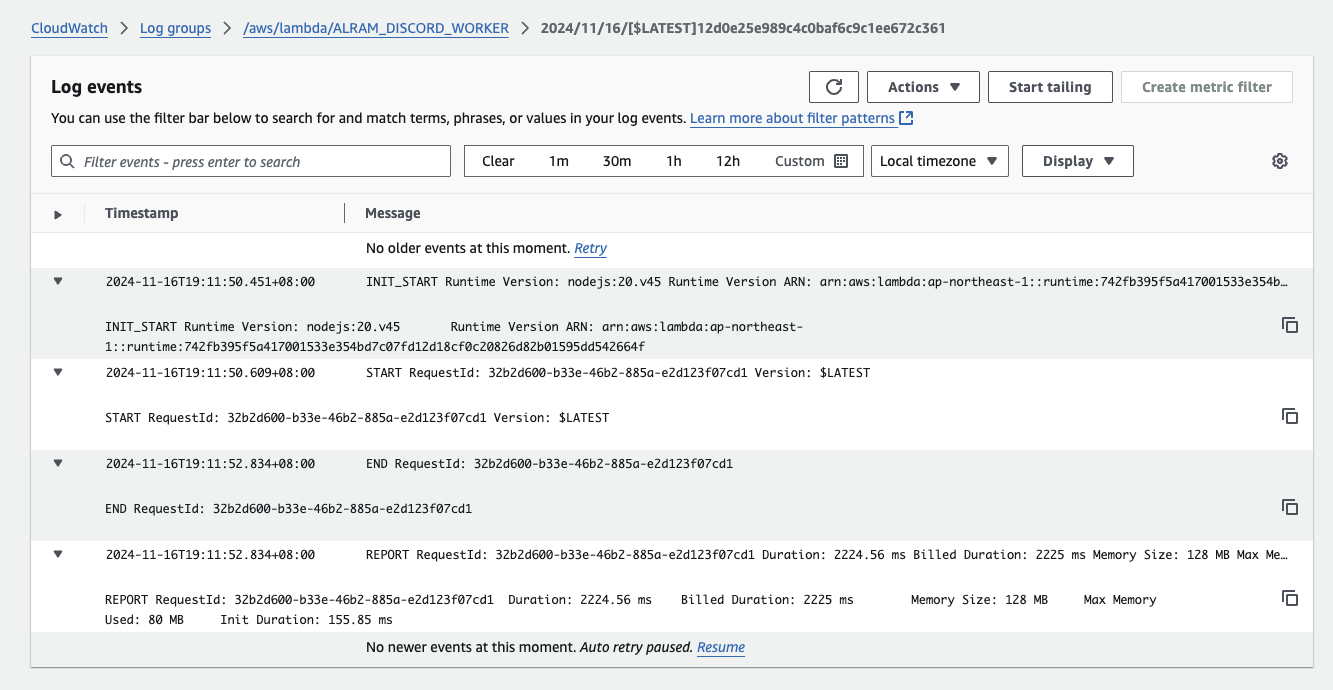 CloudWatch > Log groups > /aws/lambda/ALRAM_DISCORD_WORKER > 2024/11/16/[$LATEST]12d0e25e989c4c0baf6c9c1ee672c361
Log events
Actions
Start tailing
Create metric filter
You can use the filter bar below to search for and match terms, phrases, or values in your log events. Learn more about filter patterns
Filter events - press enter to search
Clear 1m 30m 1h 12h Custom
Local timezone
Display
Timestamp Message
No older events at this moment. Retry
2024-11-16T19:11:50.451+08:00 INIT_START Runtime Version: nodejs:20.v45 Runtime Version ARN: arn:aws:lambda:ap-northeast-1::runtime:742fb395f5a417001533e354b…
INIT_START Runtime Version: nodejs:20.v45 Runtime Version ARN: arn:aws:lambda:ap-northeast-
1::runtime:742fb395f5a417001533e354bd7c07fd12d18cf0c20826d82b01595dd542664f
2024-11-16T19:11:50.609+08:00 START RequestId: 32b2d600-b33e-46b2-885a-e2d123f07cd1 Version: $LATEST
START RequestId: 32b2d600-b33e-46b2-885a-e2d123f07cd1 Version: $LATEST
2024-11-16T19:11:52.834+08:00 END RequestId: 32b2d600-b33e-46b2-885a-e2d123f07cd1
END RequestId: 32b2d600-b33e-46b2-885a-e2d123f07cd1
2024-11-16T19:11:52.834+08:00 REPORT RequestId: 32b2d600-b33e-46b2-885a-e2d123f07cd1 Duration: 2224.56 ms Billed Duration: 2225 ms Memory Size: 128 MB Max Me…
REPORT RequestId: 32b2d600-b33e-46b2-885a-e2d123f07cd1 Duration: 2224.56 ms Billed Duration: 2225 ms Memory Size: 128 MB Max Memory
Used: 80 MB Init Duration: 155.85 ms
No newer events at this moment. Auto retry paused. Resume